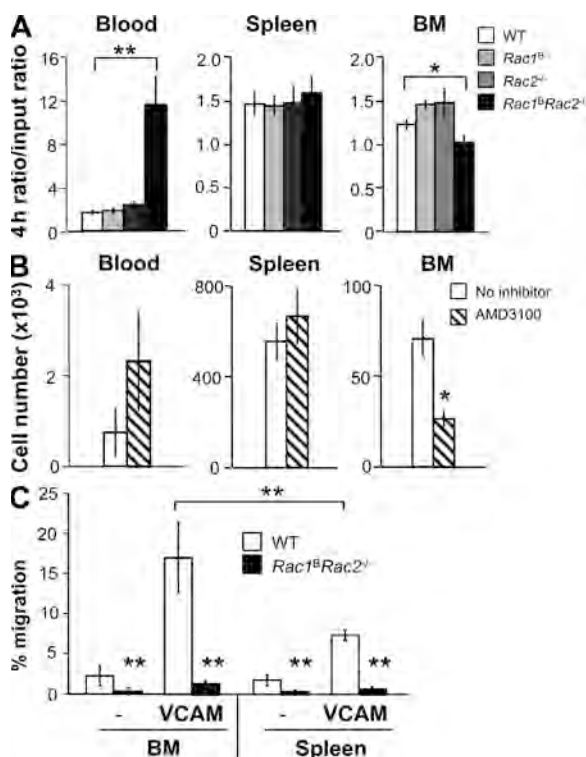 A
Blood
Spleen
BM
WT
Rac1ᴮ
Rac2⁻/⁻
Rac1ᴮRac2⁻/⁻
**
*
4h ratio/input ratio
16
12
8
4
0
2.0
1.5
1.0
0.5
0
2.0
1.5
1.0
0.5
0
B
Blood
Spleen
BM
No inhibitor
AMD3100
Cell number (x10³)
4
2
0
800
400
0
100
50
0
*
C
**
WT
Rac1ᴮRac2⁻/⁻
% migration
25
20
15
10
5
0
** ** ** **
- VCAM - VCAM
BM Spleen